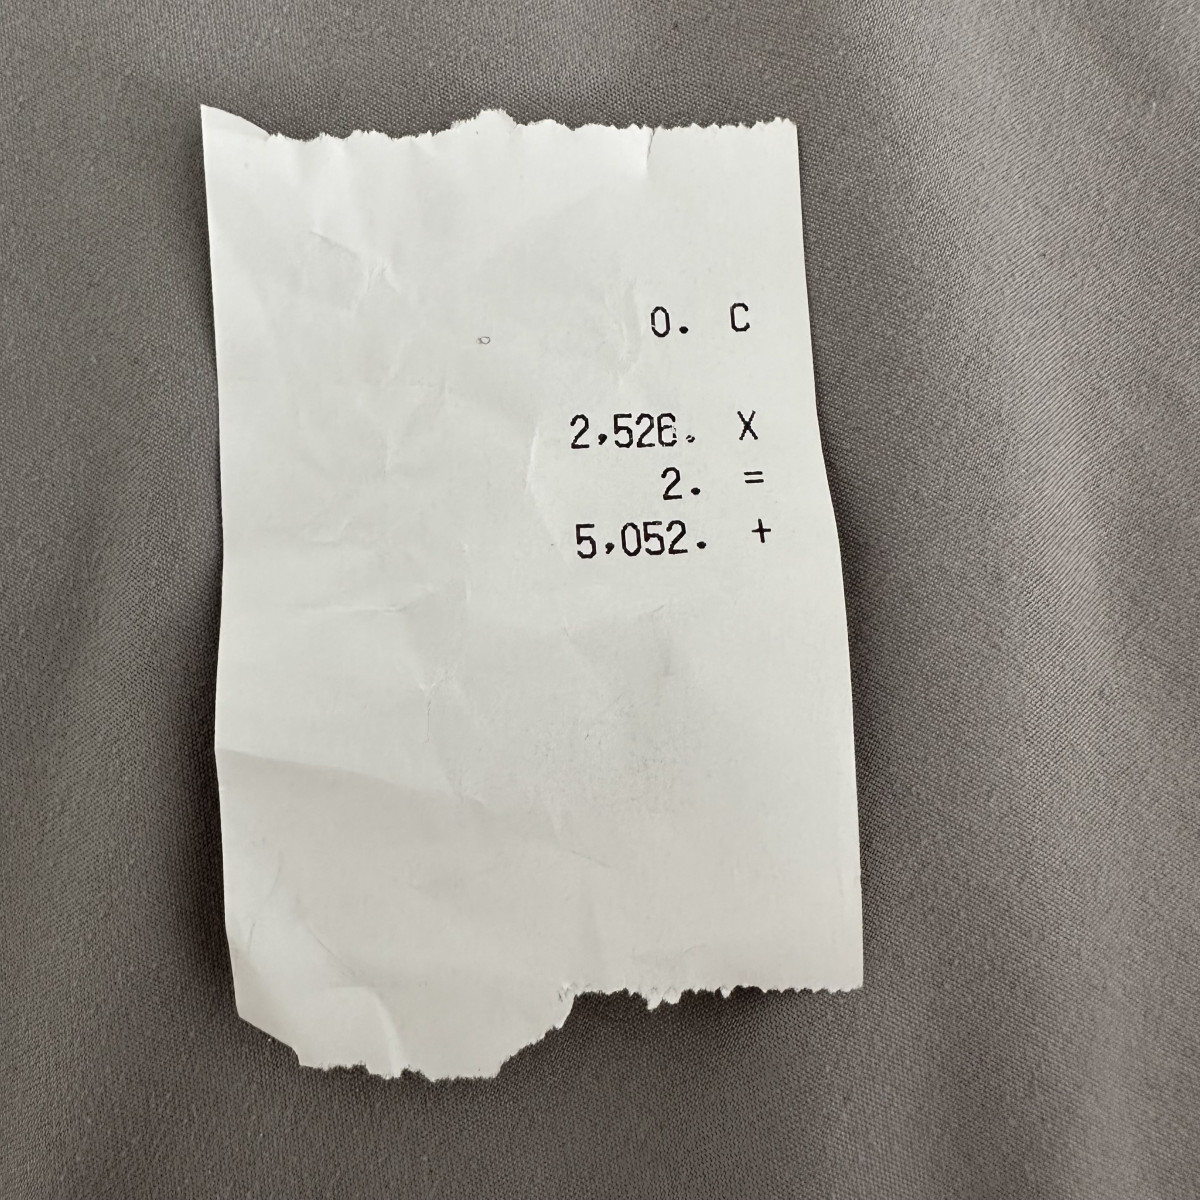 0. C
2,526. X
2. =
5,052. +